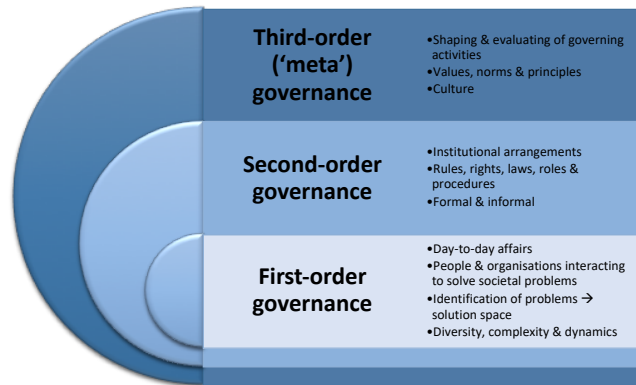 Third-order
('meta')
governance
•Shaping & evaluating of governing
activities
•Values, norms & principles
•Culture
Second-order
governance
•Institutional arrangements
•Rules, rights, laws, roles &
procedures
•Formal & informal
First-order
governance
•Day-to-day affairs
•People & organisations interacting
to solve societal problems
•Identification of problems →
solution space
•Diversity, complexity & dynamics